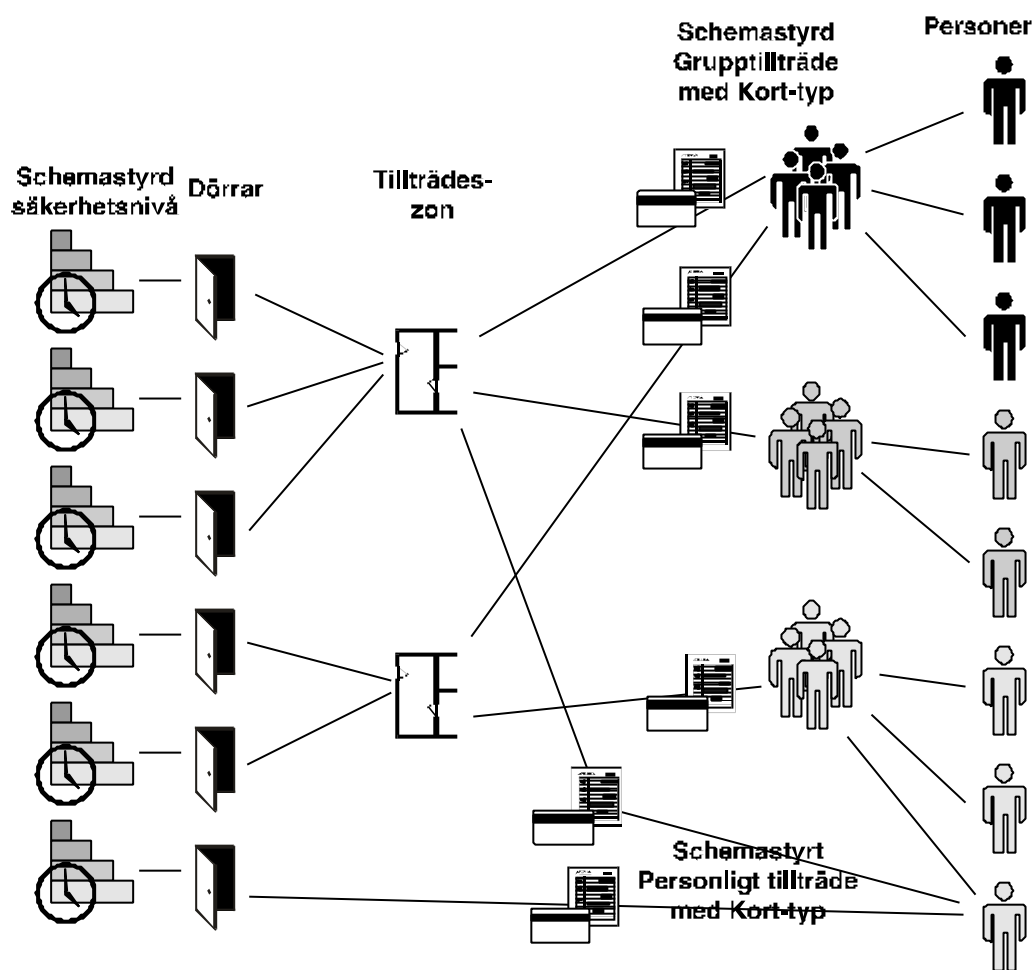 Schemastyrd
Grupptillträde
med Kort-typ
Personer
Schemastyrd
säkerhetsnivå
Dörrar
Tillträdes-
zon
Schemastyrt
Personligt tillträde
med Kort-typ